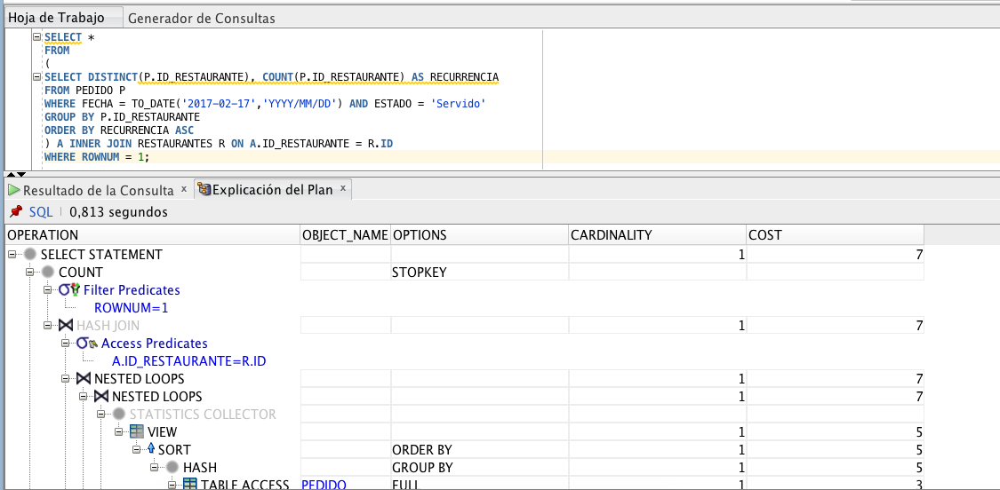 Hoja de Trabajo Generador de Consultas
SELECT *
FROM
(
SELECT DISTINCT(P.ID_RESTAURANTE), COUNT(P.ID_RESTAURANTE) AS RECURRENCIA
FROM PEDIDO P
WHERE FECHA = TO_DATE('2017-02-17','YYYY/MM/DD') AND ESTADO = 'Servido'
GROUP BY P.ID_RESTAURANTE
ORDER BY RECURRENCIA ASC
) A INNER JOIN RESTAURANTES R ON A.ID_RESTAURANTE = R.ID
WHERE ROWNUM = 1;
Resultado de la Consulta x Explicación del Plan x
SQL | 0,813 segundos
OPERATION OBJECT_NAME OPTIONS CARDINALITY COST
SELECT STATEMENT 1 7
COUNT STOPKEY
Filter Predicates
ROWNUM=1
HASH JOIN 1 7
Access Predicates
A.ID_RESTAURANTE=R.ID
NESTED LOOPS 1 7
NESTED LOOPS 1 7
STATISTICS COLLECTOR
VIEW 1 5
SORT ORDER BY 1 5
HASH GROUP BY 1 5
TABLE ACCESS PEDIDO FULL 1 3